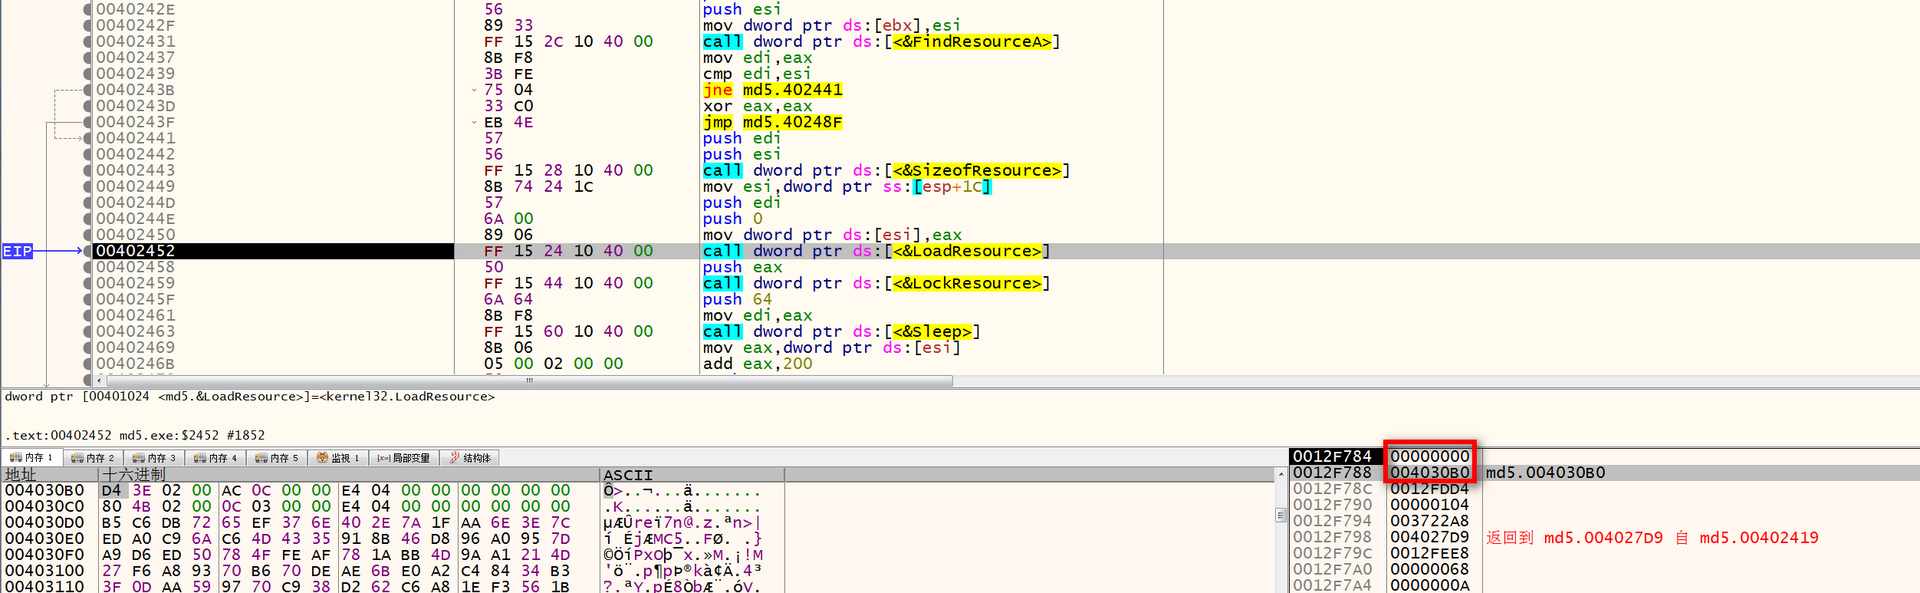 0040242E 56 push esi
0040242F 89 33 mov dword ptr ds:[ebx],esi
00402431 FF 15 2C 10 40 00 call dword ptr ds:[<&FindResourceA>]
00402437 8B F8 mov edi,eax
00402439 3B FE cmp edi,esi
0040243B 75 04 jne md5.402441
0040243D 33 C0 xor eax,eax
0040243F EB 4E jmp md5.40248F
00402441 57 push edi
00402442 56 push esi
00402443 FF 15 28 10 40 00 call dword ptr ds:[<&SizeofResource>]
00402449 8B 74 24 1C mov esi,dword ptr ss:[esp+1C]
0040244D 57 push edi
0040244E 6A 00 push 0
00402450 89 06 mov dword ptr ds:[esi],eax
EIP 00402452 FF 15 24 10 40 00 call dword ptr ds:[<&LoadResource>]
00402458 50 push eax
00402459 FF 15 44 10 40 00 call dword ptr ds:[<&LockResource>]
0040245F 6A 64 push 64
00402461 8B F8 mov edi,eax
00402463 FF 15 60 10 40 00 call dword ptr ds:[<&Sleep>]
00402469 8B 06 mov eax,dword ptr ds:[esi]
0040246B 05 00 02 00 00 add eax,200
dword ptr [00401024 <md5.&LoadResource>]=<kernel32.LoadResource>
.text:00402452 md5.exe:$2452 #1852
内存 1 内存 2 内存 3 内存 4 内存 5 监视 1 [x=] 局部变量 结构体
地址 十六进制 ASCII
004030B0 D4 3E 02 00 AC 0C 00 00 E4 04 00 00 00 00 00 00 Ô>..¬...ä.......
004030C0 80 4B 02 00 0C 03 00 00 E4 04 00 00 00 00 00 00 .K......ä.......
004030D0 B5 C6 DB 72 65 EF 37 6E 40 2E 7A 1F AA 6E 3E 7C µÆÛreï7n@.z.ªn>|
004030E0 ED A0 C9 6A C6 4D 43 35 91 8B 46 D8 96 A0 95 7D í ÉjÆMC5..FØ. .}
004030F0 A9 D6 ED 50 78 4F FE AF 78 1A BB 4D 9A A1 21 4D ©ÖíPxOþ¯x.»M.¡!M
00403100 27 F6 A8 93 70 B6 70 DE AE 6B E0 A2 C4 84 34 B3 'ö¨.p¶pÞ®kà¢Ä.4³
00403110 3F 0D AA 59 97 70 C9 38 D2 62 C6 A8 1E F3 56 1B ?.ªY.pÉ8ÒbÆ¨.óV.
0012F784 00000000
0012F788 004030B0 md5.004030B0
0012F78C 0012FDD4
0012F790 00000104
0012F794 003722A8
0012F798 004027D9 返回到 md5.004027D9 自 md5.00402419
0012F79C 0012FEE8
0012F7A0 00000068
0012F7A4 0000000A